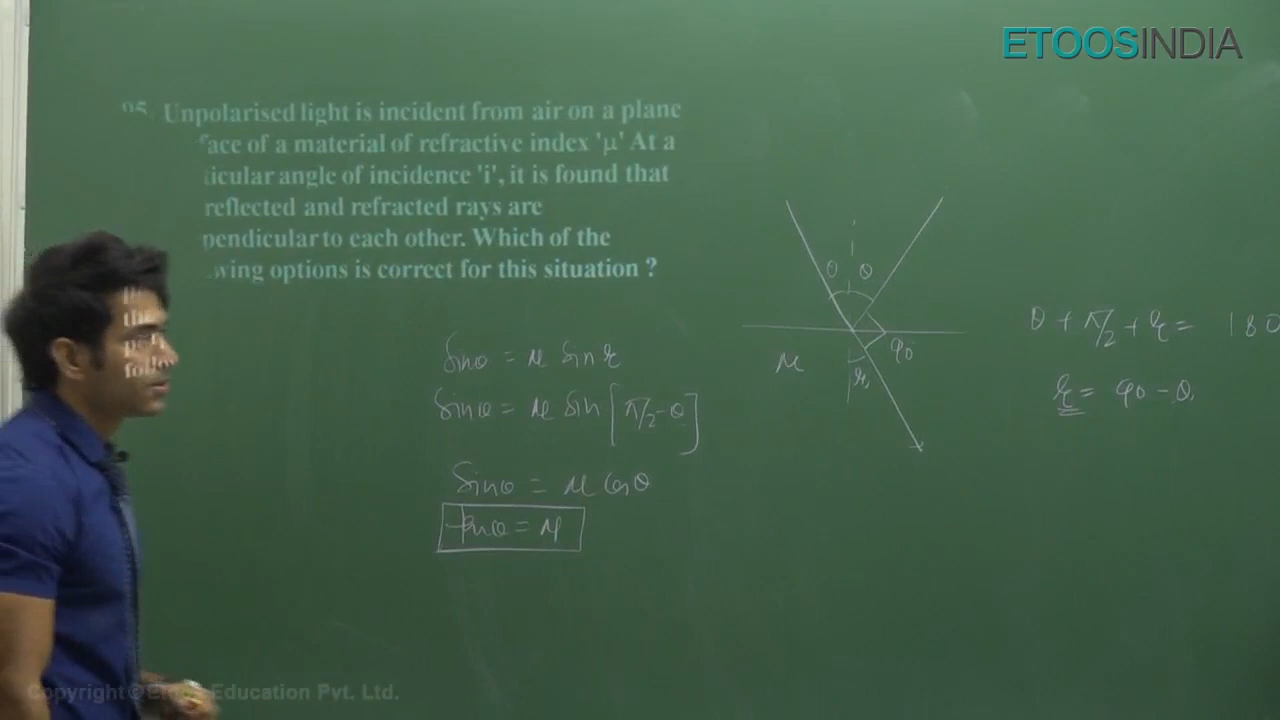 ETOOSINDIA
95. Unpolarised light is incident from air on a plane
face of a material of refractive index 'μ' At a
ticular angle of incidence 'i', it is found that
reflected and refracted rays are
pendicular to each other. Which of the
wing options is correct for this situation ?
θ θ
90
μ
r
θ + π/2 + r = 180
r = 90 - θ
Sinθ = μ Sin r
Sinθ = μ Sin [π/2 - θ]
Sinθ = μ Cosθ
tanθ = μ
Copyright © Etoos Education Pvt. Ltd.